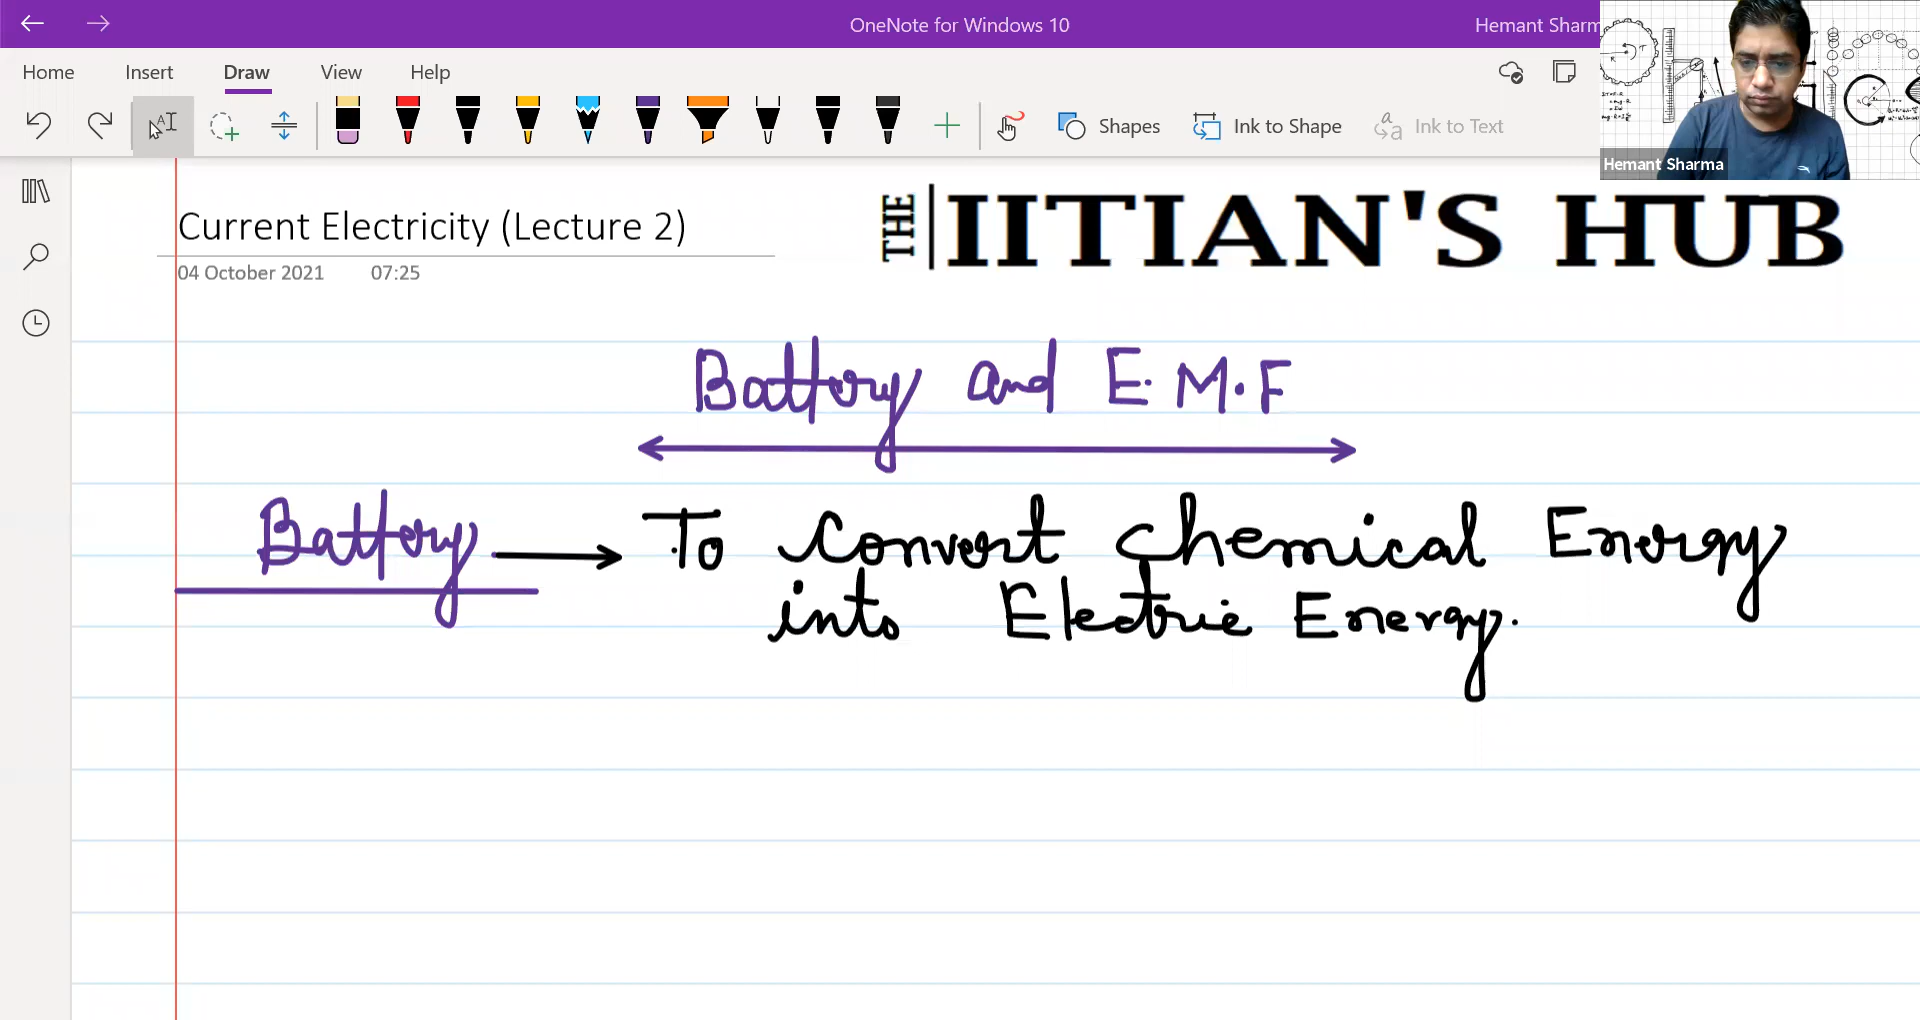 OneNote for Windows 10
Hemant Sharm
Home Insert Draw View Help
Shapes Ink to Shape Ink to Text
Hemant Sharma
Current Electricity (Lecture 2)
THE IITIAN'S HUB
04 October 2021 07:25
Battery and E.M.F
Battery → To Convert Chemical Energy
into Electric Energy.